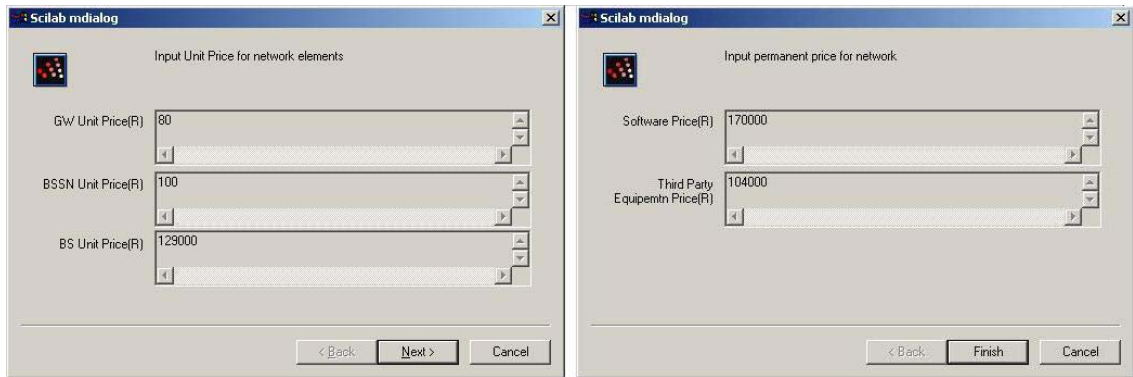 Scilab mdialog
Input Unit Price for network elements
GW Unit Price(R) 80
BSSN Unit Price(R) 100
BS Unit Price(R) 129000
< Back Next > Cancel
Scilab mdialog
Input permanent price for network
Software Price(R) 170000
Third Party
Equipemtn Price(R) 104000
< Back Finish Cancel